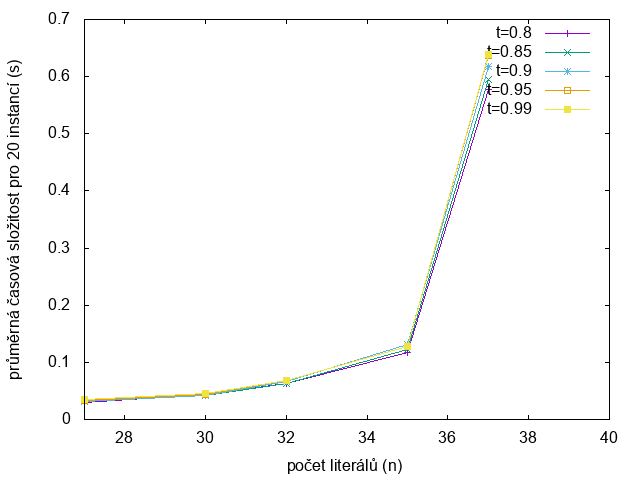 0.7
0.6
0.5
0.4
0.3
0.2
0.1
0
28
30
32
34
36
38
40
průměrná časová složitost pro 20 instancí (s)
počet literálů (n)
t=0.8
t=0.85
t=0.9
t=0.95
t=0.99